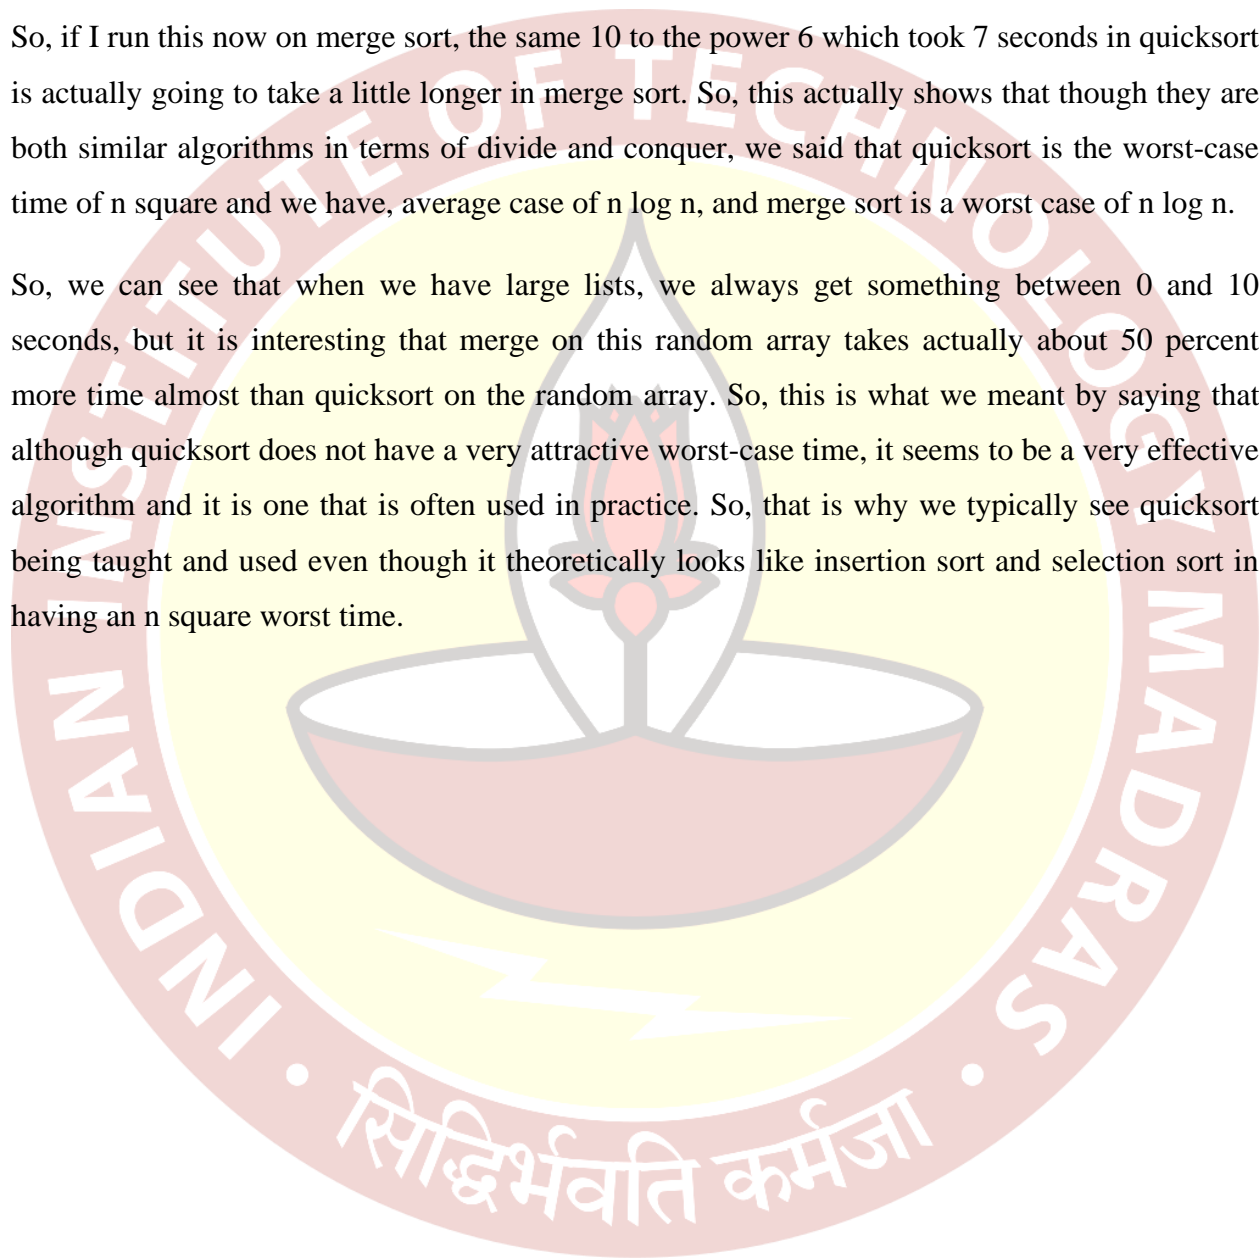 So, if I run this now on merge sort, the same 10 to the power 6 which took 7 seconds in quicksort
is actually going to take a little longer in merge sort. So, this actually shows that though they are
both similar algorithms in terms of divide and conquer, we said that quicksort is the worst-case
time of n square and we have, average case of n log n, and merge sort is a worst case of n log n.
So, we can see that when we have large lists, we always get something between 0 and 10
seconds, but it is interesting that merge on this random array takes actually about 50 percent
more time almost than quicksort on the random array. So, this is what we meant by saying that
although quicksort does not have a very attractive worst-case time, it seems to be a very effective
algorithm and it is one that is often used in practice. So, that is why we typically see quicksort
being taught and used even though it theoretically looks like insertion sort and selection sort in
having an n square worst time.
INDIAN INSTITUTE OF TECHNOLOGY MADRAS
सिद्धिर्भवति कर्मजा